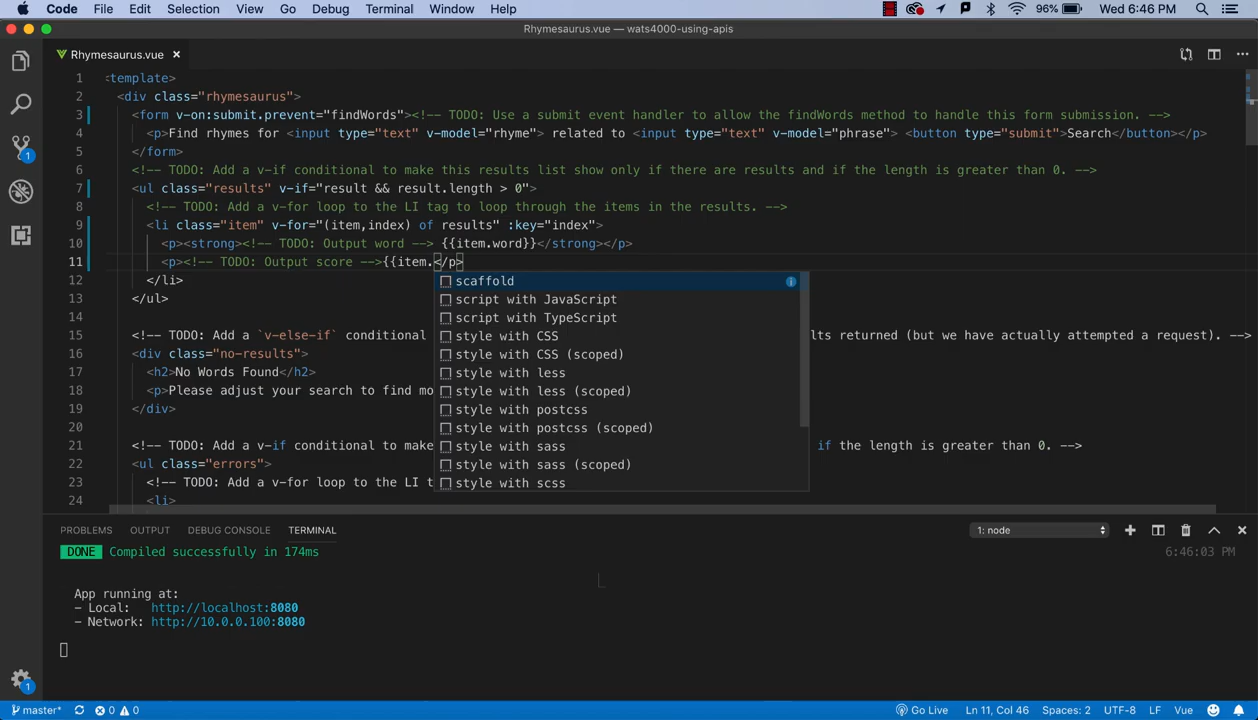 Code File Edit Selection View Go Debug Terminal Window Help 96% Wed 6:46 PM
Rhymesaurus.vue — wats4000-using-apis
Rhymesaurus.vue ×
1 <template>
2 <div class="rhymesaurus">
3 <form v-on:submit.prevent="findWords"><!-- TODO: Use a submit event handler to allow the findWords method to handle this form submission. -->
4 <p>Find rhymes for <input type="text" v-model="rhyme"> related to <input type="text" v-model="phrase"> <button type="submit">Search</button></p>
5 </form>
6 <!-- TODO: Add a v-if conditional to make this results list show only if there are results and if the length is greater than 0. -->
7 <ul class="results" v-if="result && result.length > 0">
8 <!-- TODO: Add a v-for loop to the LI tag to loop through the items in the results. -->
9 <li class="item" v-for="(item,index) of results" :key="index">
10 <p><strong><!-- TODO: Output word --> {{item.word}}</strong></p>
11 <p><!-- TODO: Output score -->{{item.</p>
12 </li>
scaffold
13 </ul>
script with JavaScript
14
script with TypeScript
15 <!-- TODO: Add a `v-else-if` conditional
style with CSS
lts returned (but we have actually attempted a request). -->
16 <div class="no-results">
style with CSS (scoped)
17 <h2>No Words Found</h2>
style with less
18 <p>Please adjust your search to find mo
style with less (scoped)
19 </div>
style with postcss
20
style with postcss (scoped)
21 <!-- TODO: Add a v-if conditional to make
style with sass
if the length is greater than 0. -->
22 <ul class="errors">
style with sass (scoped)
23 <!-- TODO: Add a v-for loop to the LI t
style with scss
24 <li>
PROBLEMS OUTPUT DEBUG CONSOLE TERMINAL 1: node
DONE Compiled successfully in 174ms 6:46:03 PM
App running at:
- Local: http://localhost:8080
- Network: http://10.0.0.100:8080
1
1
master* 0 0 Go Live Ln 11, Col 46 Spaces: 2 UTF-8 LF Vue